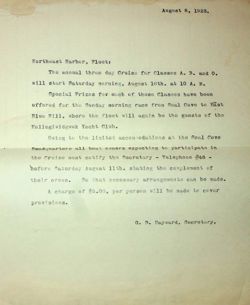 August 8, 1923.
Northeast Harbor, Fleet:
The annual three day Cruise for Classes A. B. and
will start Saturday morning, August 18th. at 10 A. M.
Special Prizes for each of these Classes have been
offered for the Sunday morning race from Seal Cove to East
Blue Hill, where the fleet will again be the guests of the
Kollegewidgwok Yacht Club.
Owing to the limited accomodations at the Seal Cove
Headquarters all boat owners expecting to participate in
the Cruise must notify the Secretary - Telephone
before Saturday August 11th. stating the complement of
their crews. So that necessary arrangements can be made.
A charge of per person will be made to cover
provisions.
Hayward, Secretary.